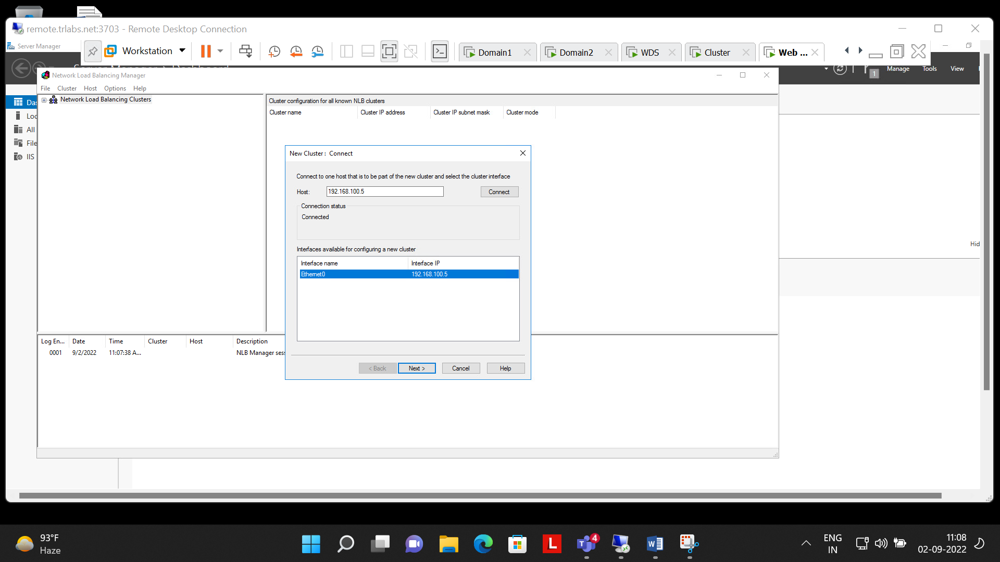 remote.trlabs.net:3703 - Remote Desktop Connection
Server Manager
Workstation
Domain1
Domain2
WDS
Cluster
Web ...
1
Manage
Tools
View
Network Load Balancing Manager
File Cluster Host Options Help
Network Load Balancing Clusters
Das
Loc
All
File
IIS
Cluster configuration for all known NLB clusters
Cluster name Cluster IP address Cluster IP subnet mask Cluster mode
New Cluster : Connect
Connect to one host that is to be part of the new cluster and select the cluster interface
Host: 192.168.100.5 Connect
Connection status
Connected
Interfaces available for configuring a new cluster
Interface name Interface IP
Ethernet0 192.168.100.5
< Back Next > Cancel Help
Hid
Log En... Date Time Cluster Host Description
0001 9/2/2022 11:07:38 A... NLB Manager sess
93°F
Haze
L
T
4
W
ENG
IN
11:08
02-09-2022